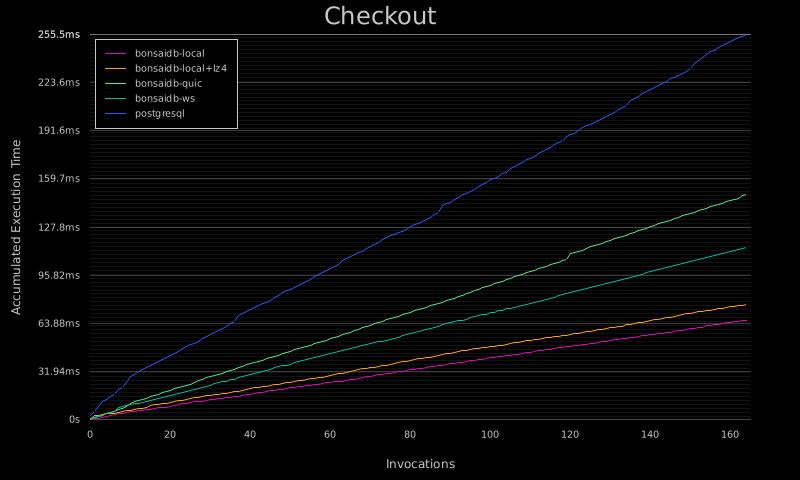 Checkout
255.5ms
223.6ms
191.6ms
159.7ms
127.8ms
95.82ms
63.88ms
31.94ms
0s
Accumulated Execution Time
bonsaidb-local
bonsaidb-local+lz4
bonsaidb-quic
bonsaidb-ws
postgresql
0 20 40 60 80 100 120 140 160
Invocations